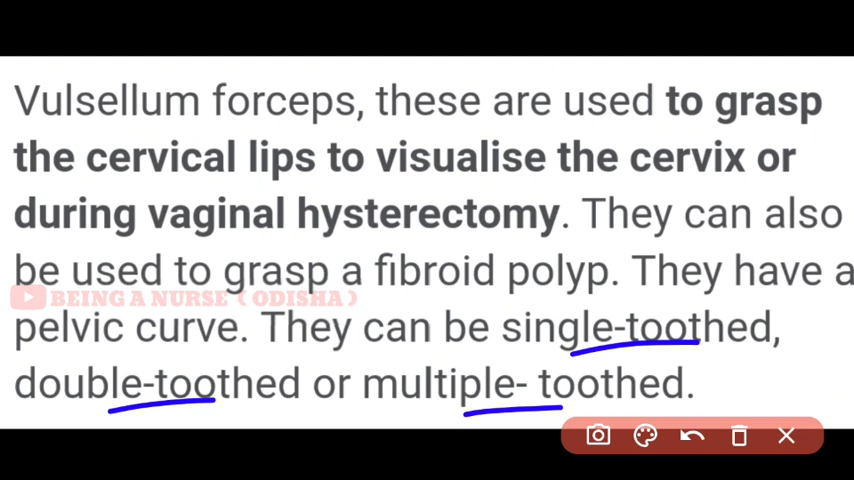 Vulsellum forceps, these are used to grasp
the cervical lips to visualise the cervix or
during vaginal hysterectomy. They can also
be used to grasp a fibroid polyp. They have a
BEING A NURSE ( ODISHA )
pelvic curve. They can be single-toothed,
double-toothed or multiple- toothed.